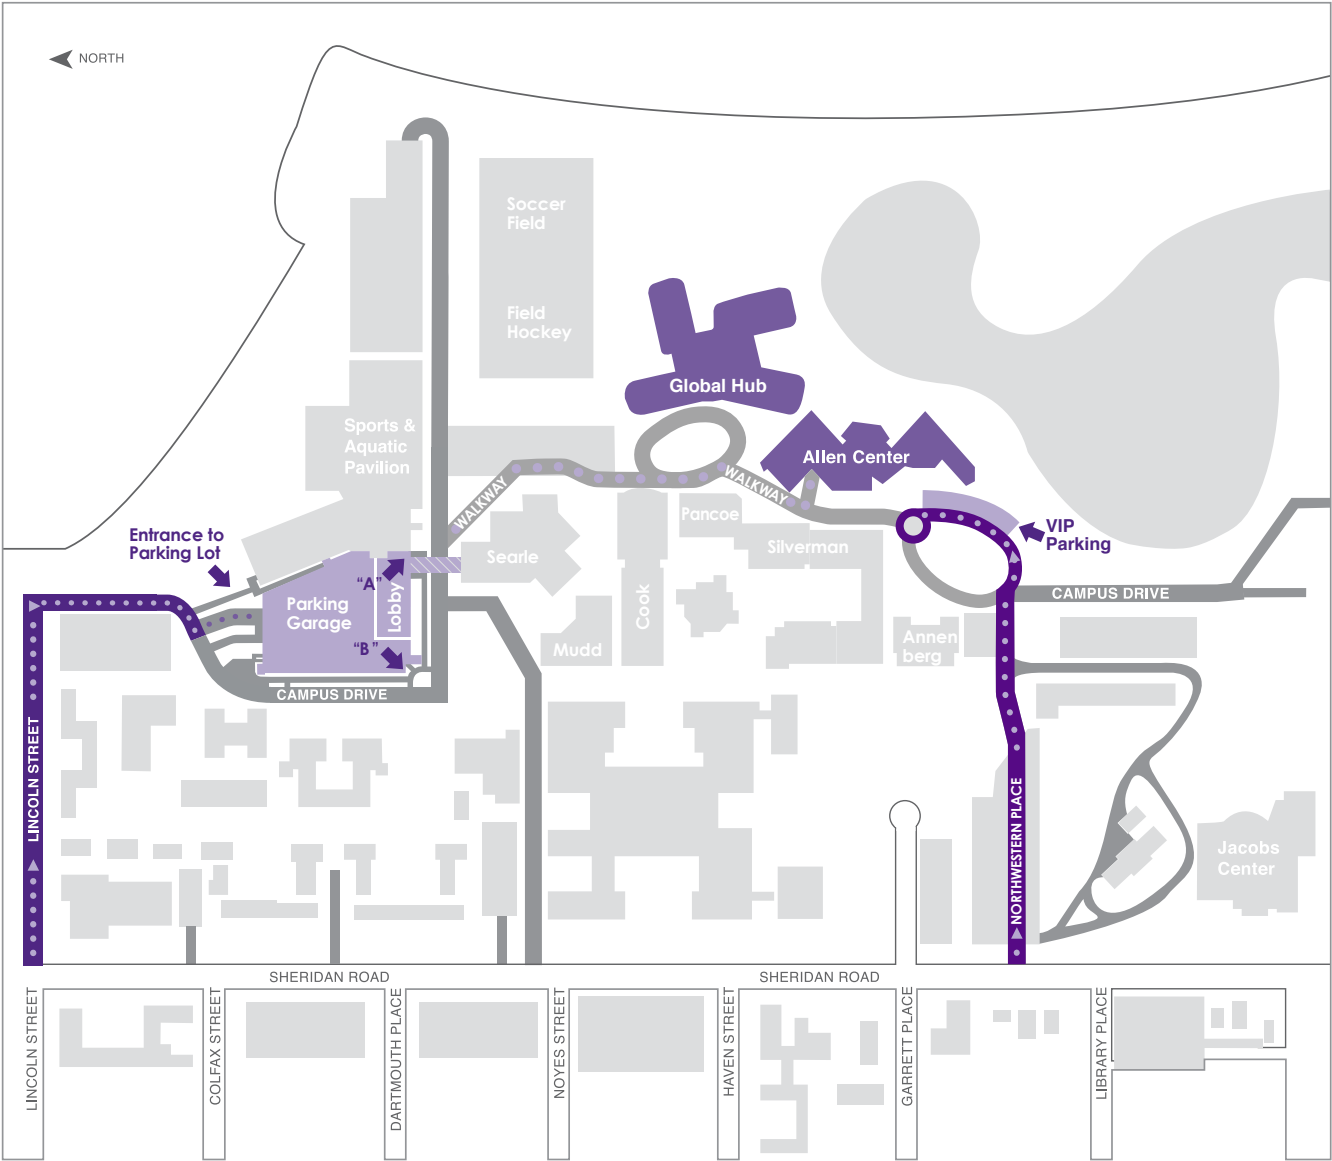 NORTH
Soccer
Field
Field
Hockey
Global Hub
Sports &
Aquatic
Pavilion
Allen Center
WALKWAY
WALKWAY
Pancoe
Silverman
Searle
Entrance to
Parking Lot
VIP
Parking
"A"
Lobby
Parking
Garage
"B"
Cook
Mudd
Annen
berg
CAMPUS DRIVE
CAMPUS DRIVE
LINCOLN STREET
NORTHWESTERN PLACE
Jacobs
Center
SHERIDAN ROAD
SHERIDAN ROAD
LINCOLN STREET
COLFAX STREET
DARTMOUTH PLACE
NOYES STREET
HAVEN STREET
GARRETT PLACE
LIBRARY PLACE